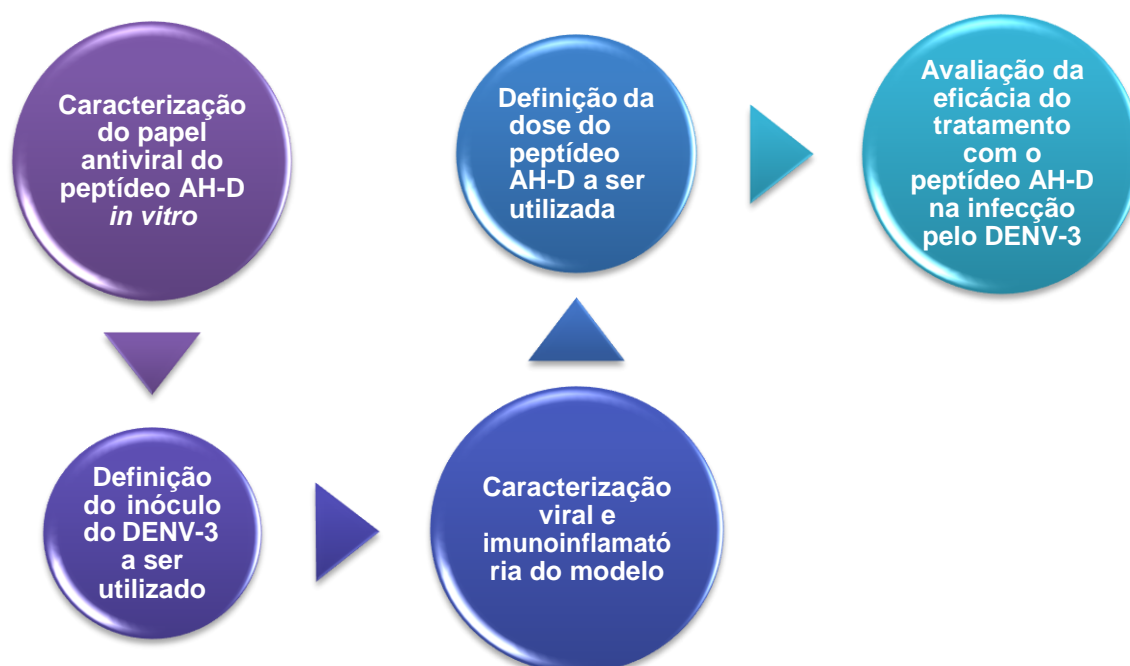 Caracterização
do papel
antiviral do
peptídeo AH-D
in vitro
Definição
do inóculo
do DENV-3
a ser
utilizado
Caracterização
viral e
imunoinflamató
ria do modelo
Definição da
dose do
peptídeo
AH-D a ser
utilizada
Avaliação da
eficácia do
tratamento
com o
peptídeo AH-D
na infecção
pelo DENV-3